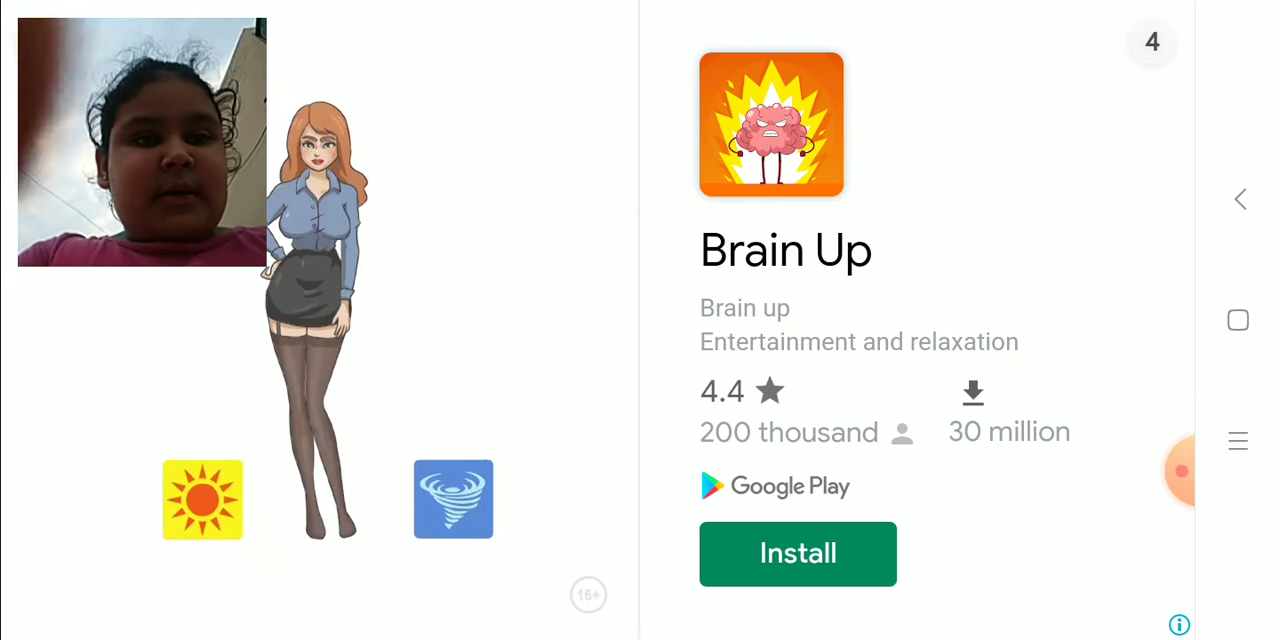 4
Brain Up
Brain up
Entertainment and relaxation
4.4
200 thousand 30 million
Google Play
Install
16+